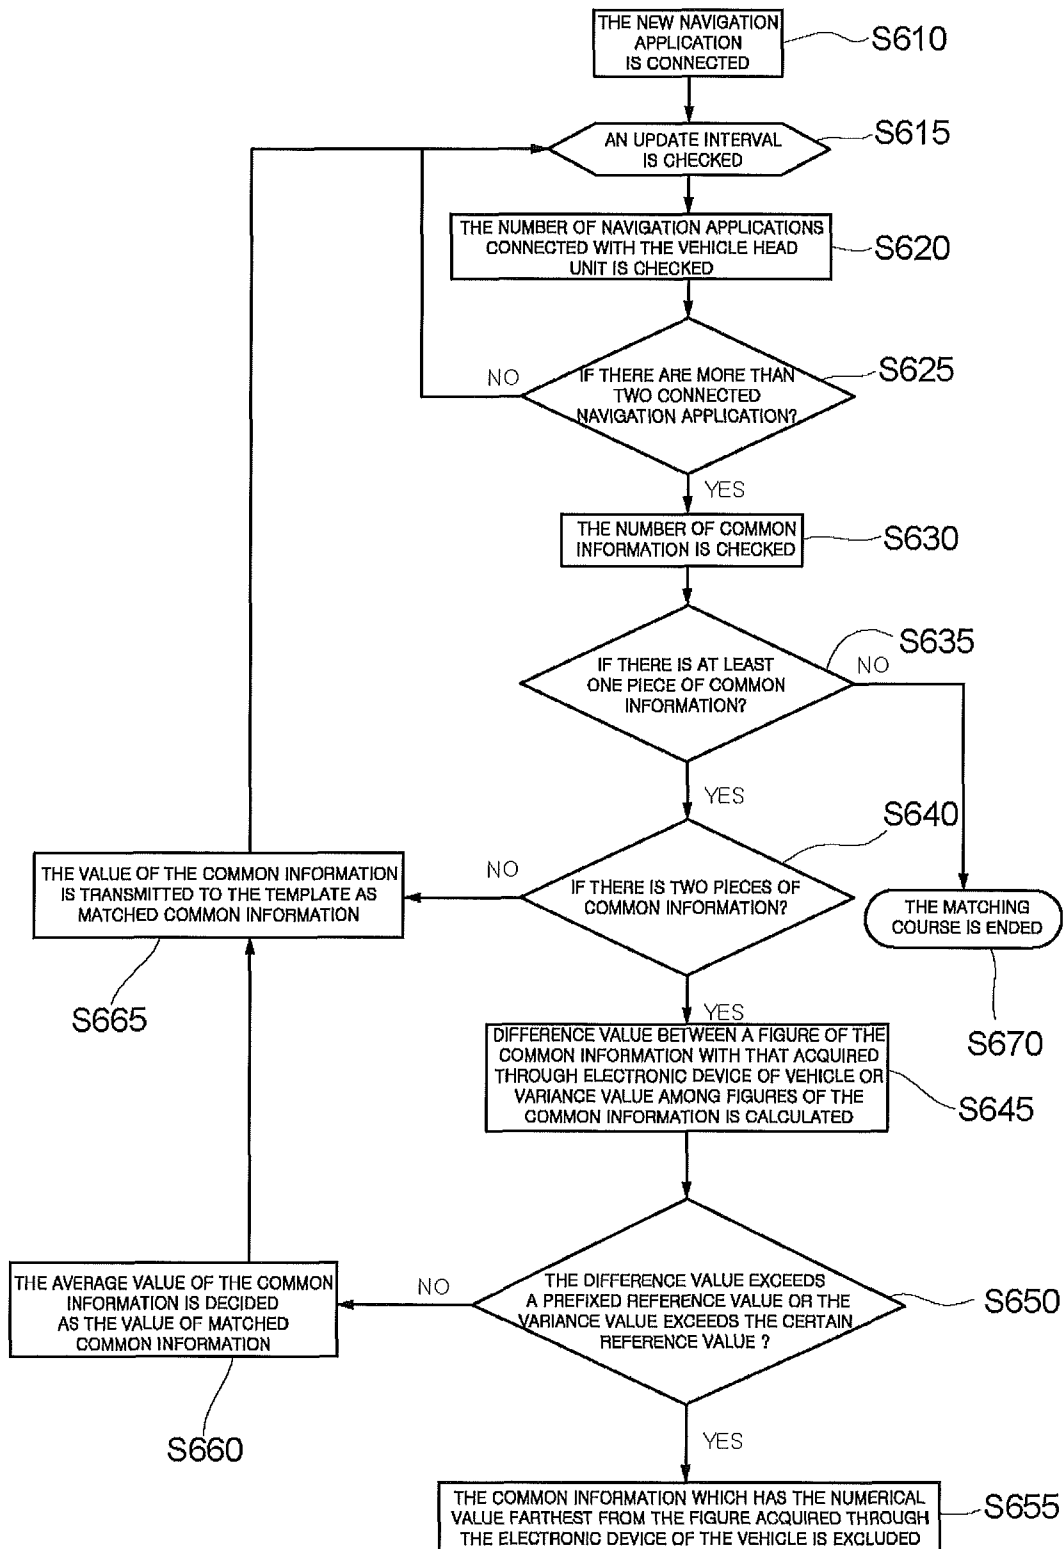 THE NEW NAVIGATION
APPLICATION
IS CONNECTED
S610
AN UPDATE INTERVAL
IS CHECKED
S615
THE NUMBER OF NAVIGATION APPLICATIONS
CONNECTED WITH THE VEHICLE HEAD
UNIT IS CHECKED
S620
IF THERE ARE MORE THAN
TWO CONNECTED
NAVIGATION APPLICATION?
S625
NO
YES
THE NUMBER OF COMMON
INFORMATION IS CHECKED
S630
IF THERE IS AT LEAST
ONE PIECE OF COMMON
INFORMATION?
S635
NO
YES
IF THERE IS TWO PIECES OF
COMMON INFORMATION?
S640
NO
YES
THE VALUE OF THE COMMON INFORMATION
IS TRANSMITTED TO THE TEMPLATE AS
MATCHED COMMON INFORMATION
S665
THE MATCHING
COURSE IS ENDED
S670
DIFFERENCE VALUE BETWEEN A FIGURE OF THE
COMMON INFORMATION WITH THAT ACQUIRED
THROUGH ELECTRONIC DEVICE OF VEHICLE OR
VARIANCE VALUE AMONG FIGURES OF THE
COMMON INFORMATION IS CALCULATED
S645
THE DIFFERENCE VALUE EXCEEDS
A PREFIXED REFERENCE VALUE OR THE
VARIANCE VALUE EXCEEDS THE CERTAIN
REFERENCE VALUE ?
S650
NO
YES
THE AVERAGE VALUE OF THE COMMON
INFORMATION IS DECIDED
AS THE VALUE OF MATCHED
COMMON INFORMATION
S660
THE COMMON INFORMATION WHICH HAS THE NUMERICAL
VALUE FARTHEST FROM THE FIGURE ACQUIRED THROUGH
THE ELECTRONIC DEVICE OF THE VEHICLE IS EXCLUDED
S655